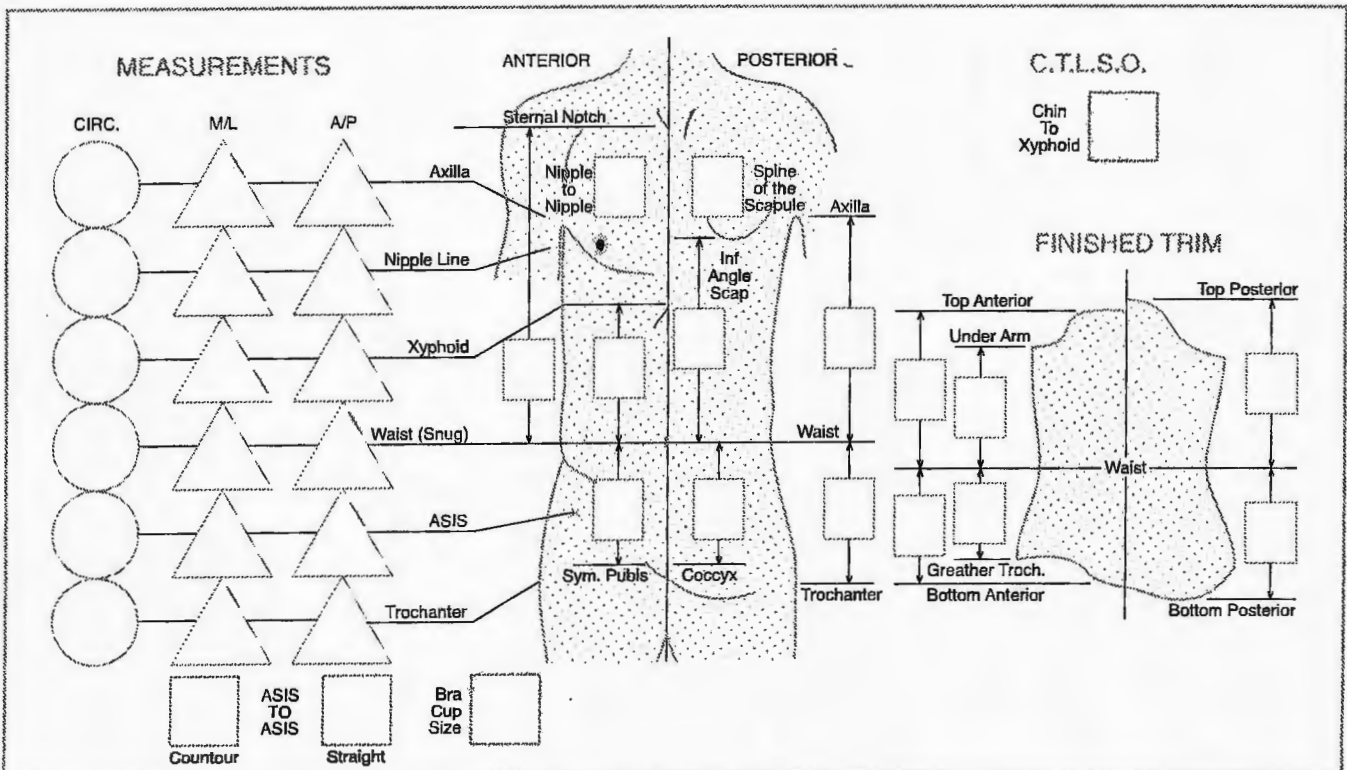 MEASUREMENTS
CIRC.
M/L
A/P
Axilla
Nipple Line
Xyphoid
Waist (Snug)
ASIS
Trochanter
Countour
ASIS
TO
ASIS
Straight
Bra
Cup
Size
ANTERIOR
POSTERIOR
Sternal Notch
Nipple
to
Nipple
Spine
of the
Scapule
Axilla
Inf
Angle
Scap
Waist
Sym. Pubis
Coccyx
Trochanter
C.T.L.S.O.
Chin
To
Xyphoid
FINISHED TRIM
Top Anterior
Top Posterior
Under Arm
Waist
Greather Troch.
Bottom Anterior
Bottom Posterior